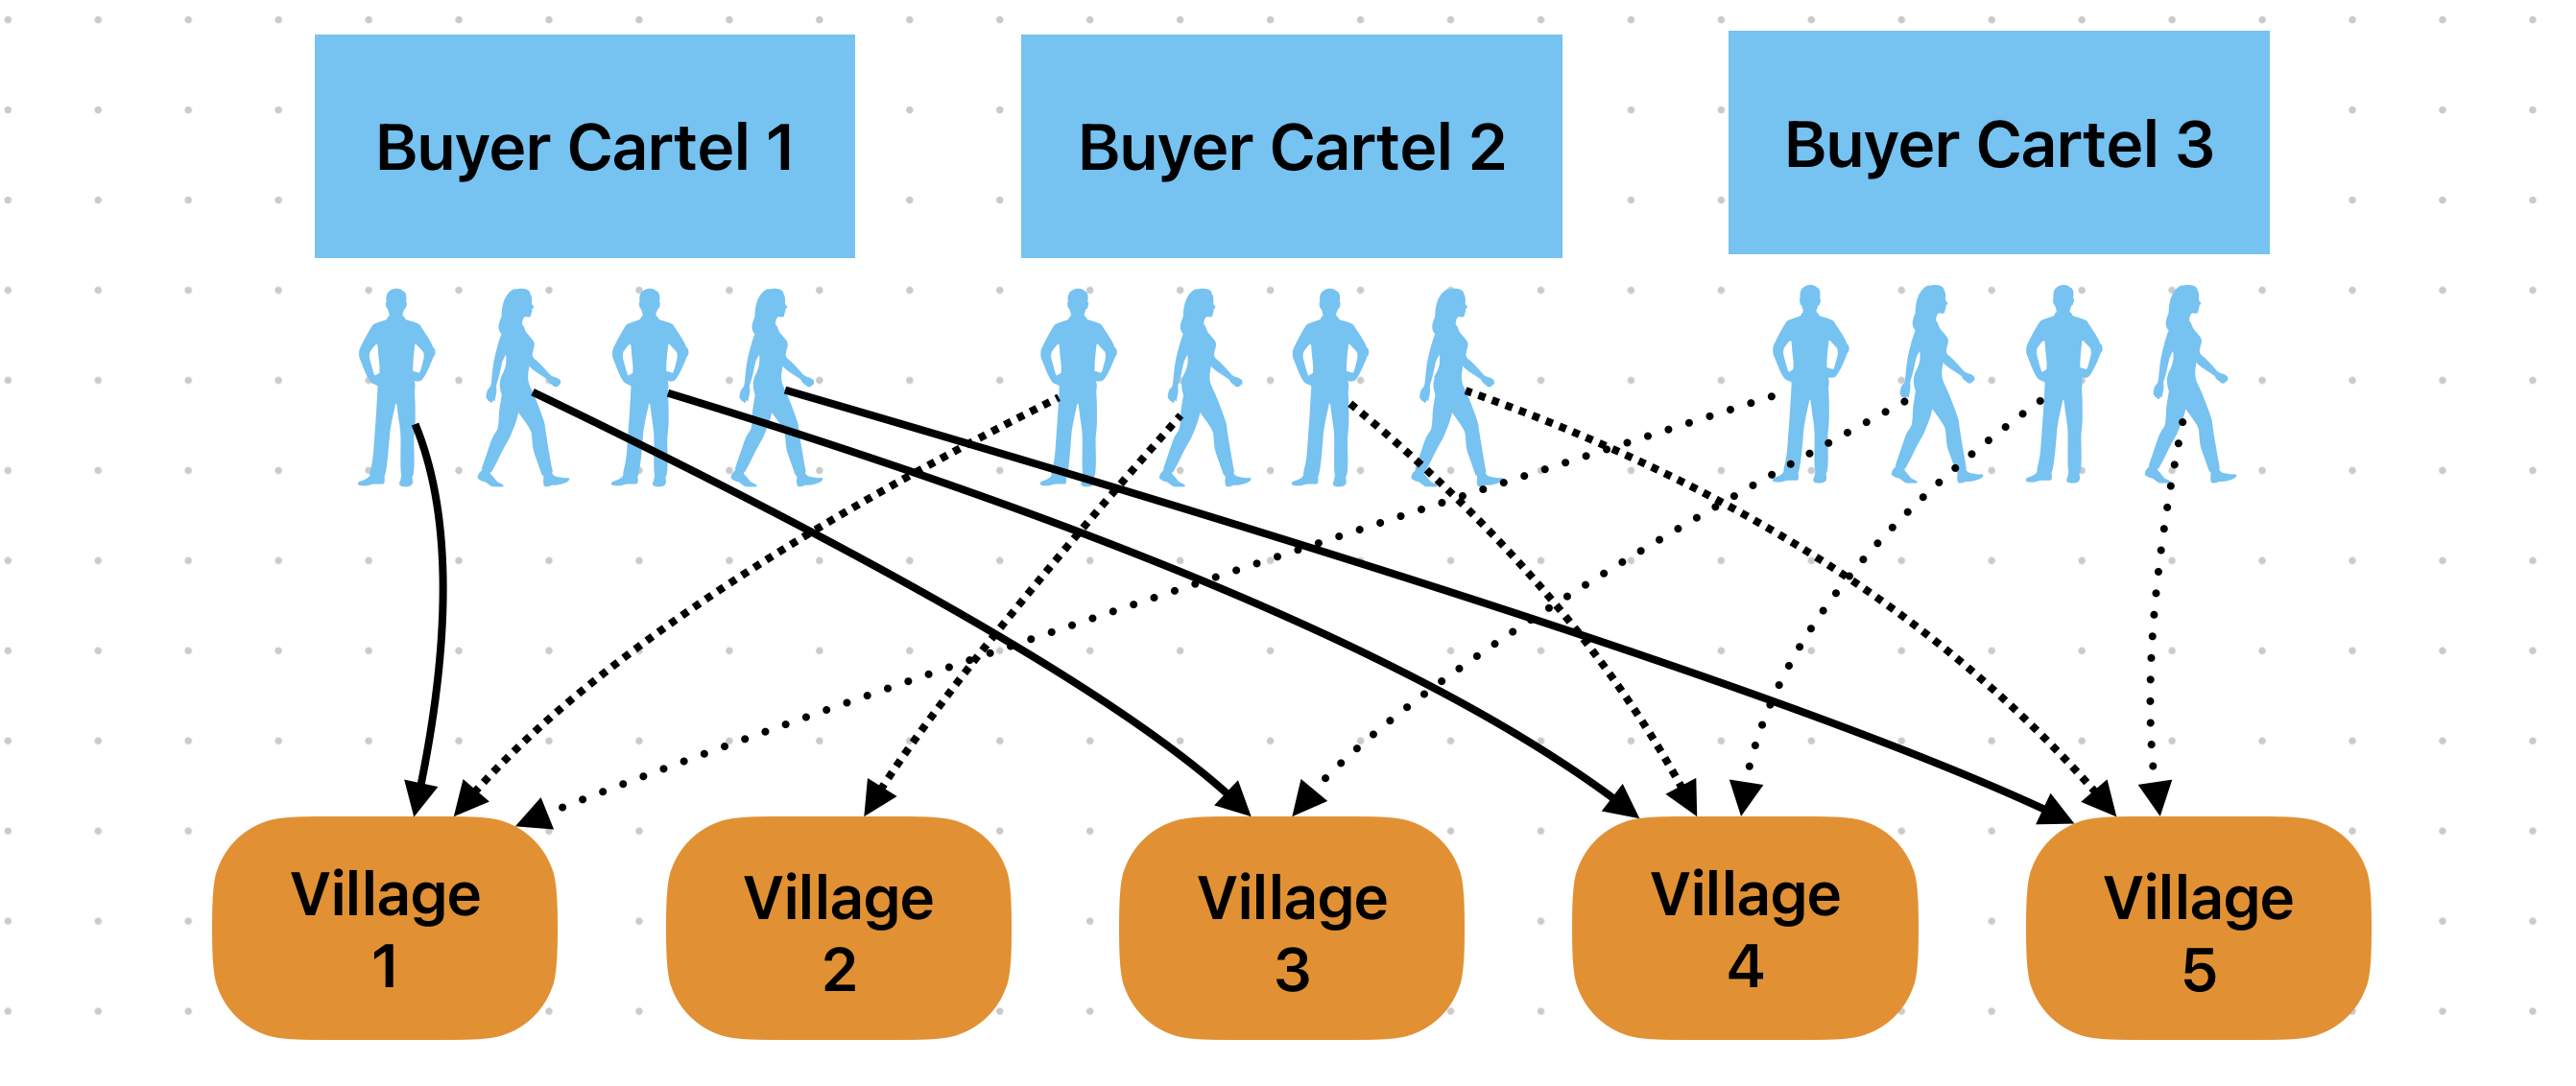 Buyer Cartel 1
Buyer Cartel 2
Buyer Cartel 3
Village
1
Village
2
Village
3
Village
4
Village
5